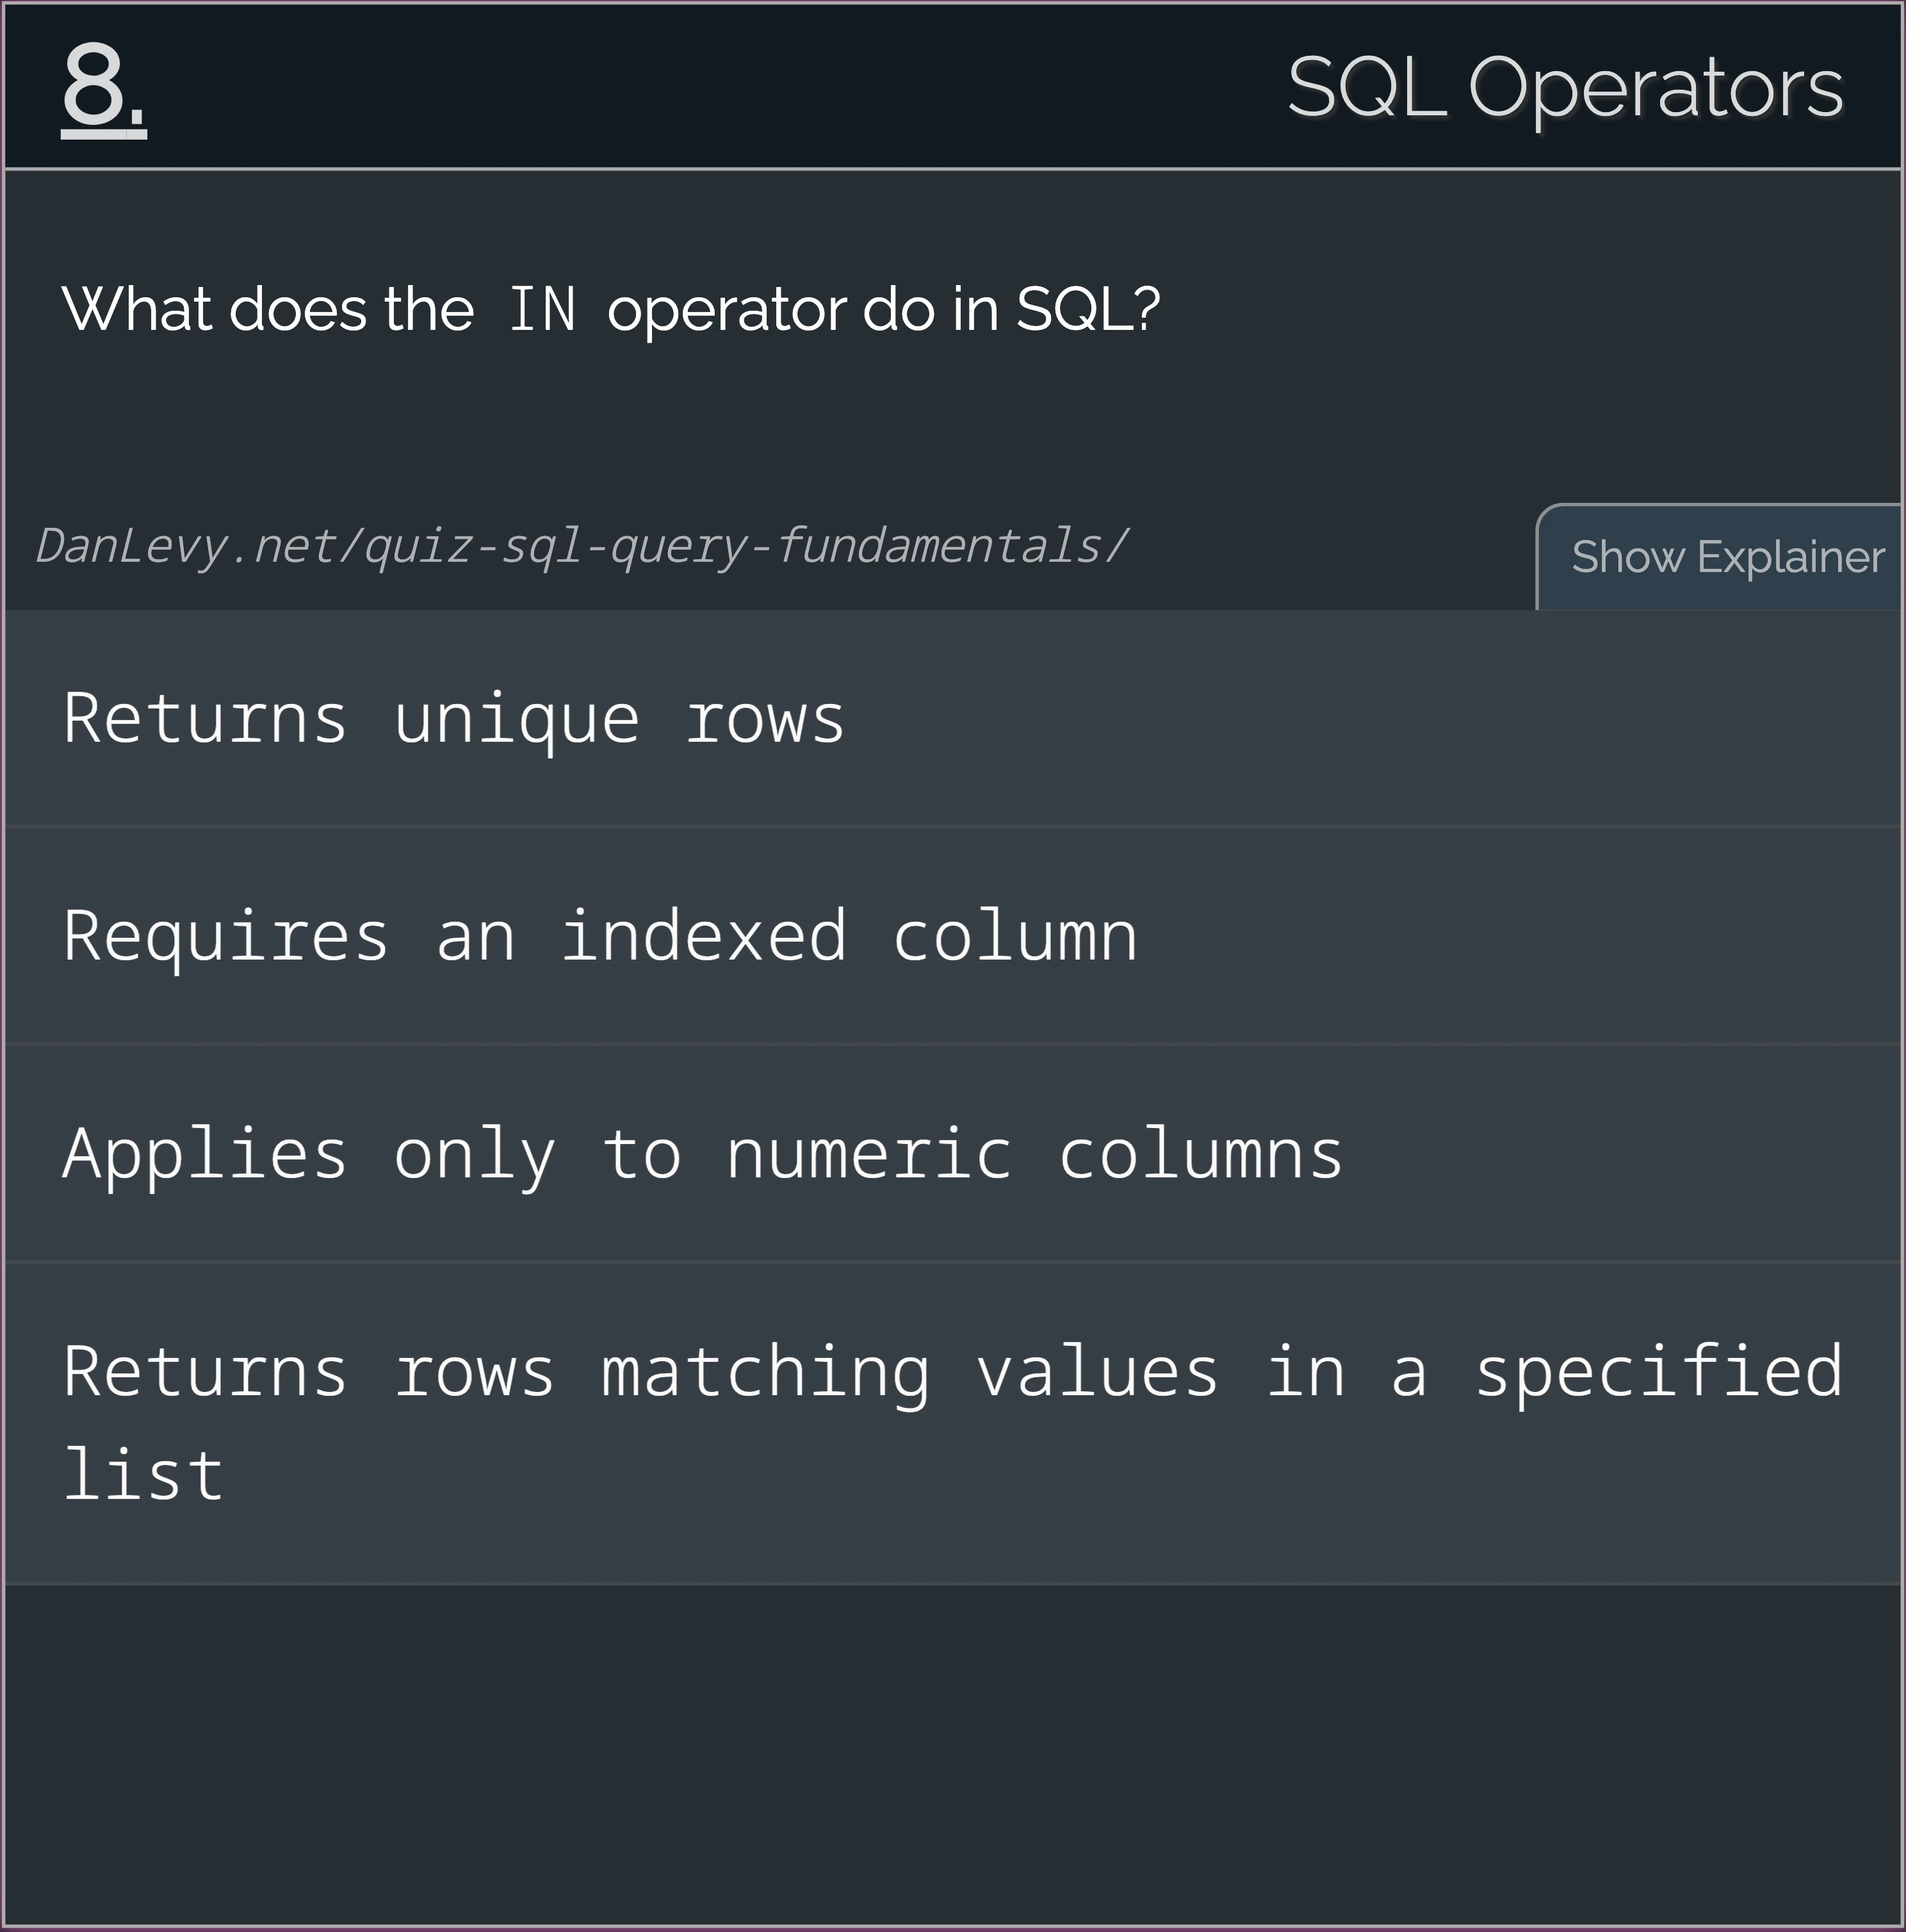 8.
SQL Operators
What does the IN operator do in SQL?
DanLevy.net/quiz-sql-query-fundamentals/
Show Explainer
Returns unique rows
Requires an indexed column
Applies only to numeric columns
Returns rows matching values in a specified
list